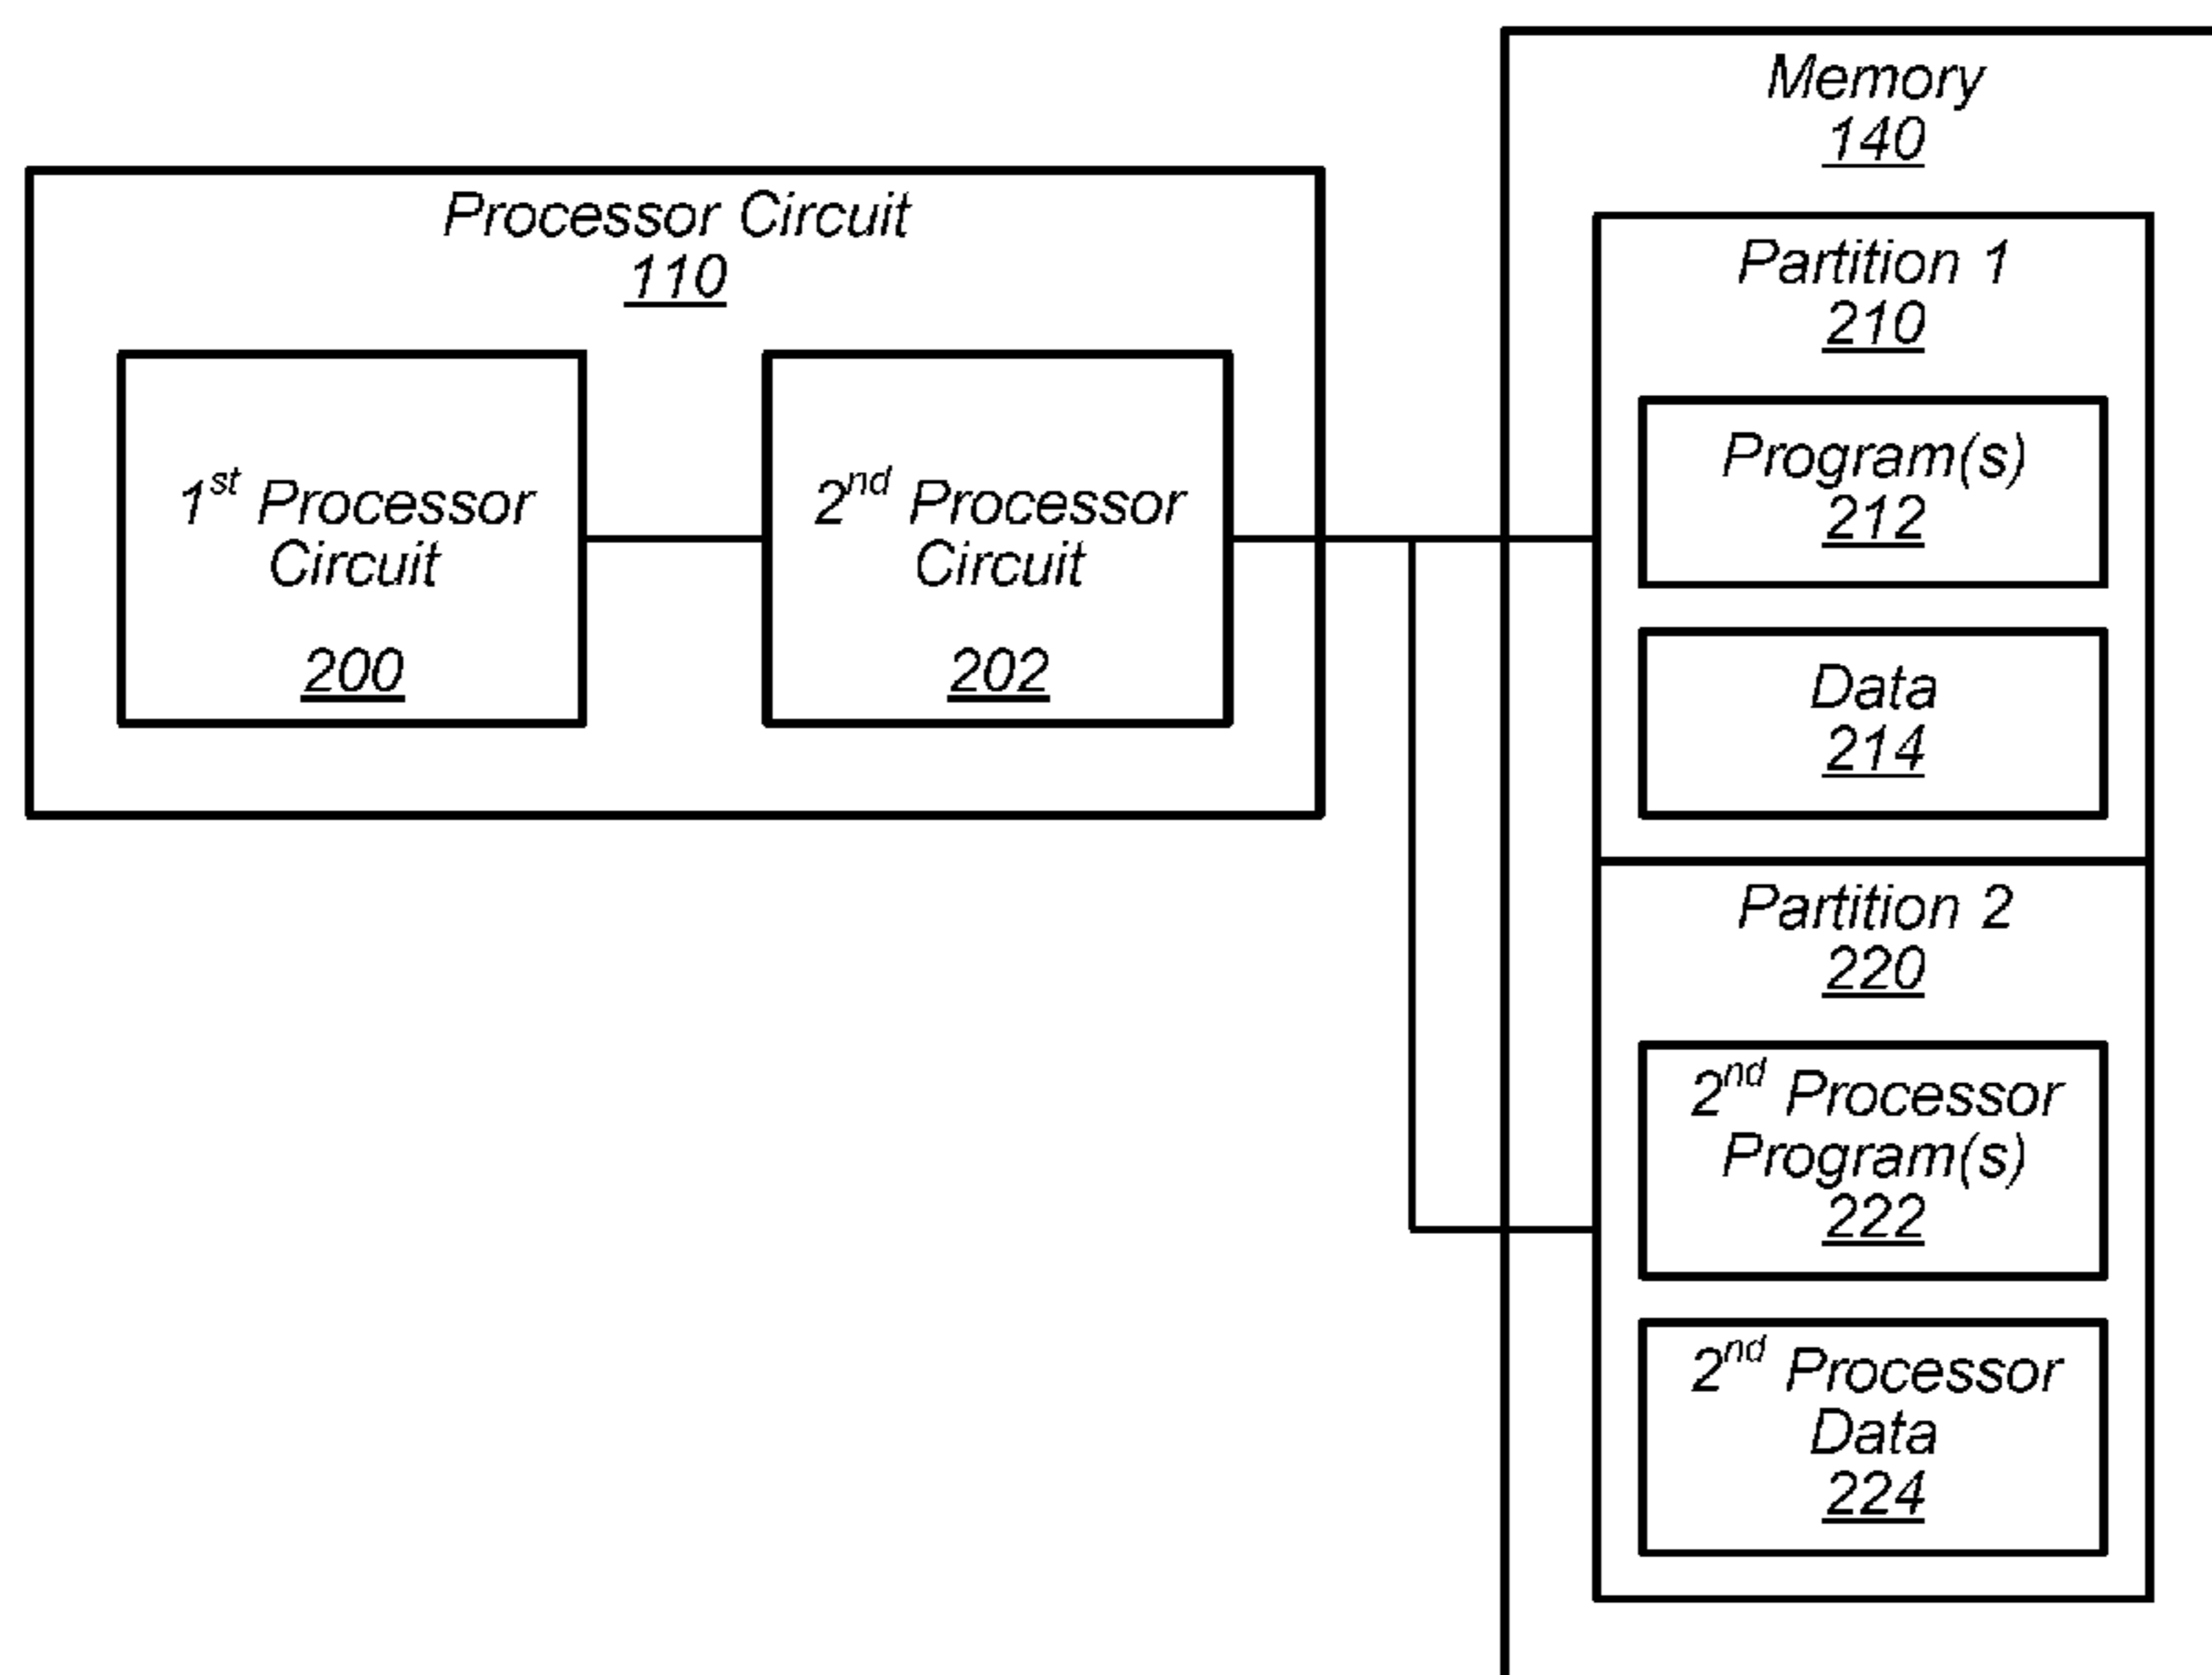 Processor Circuit
110
1st Processor
Circuit
200
2nd Processor
Circuit
202
Memory
140
Partition 1
210
Program(s)
212
Data
214
Partition 2
220
2nd Processor
Program(s)
222
2nd Processor
Data
224